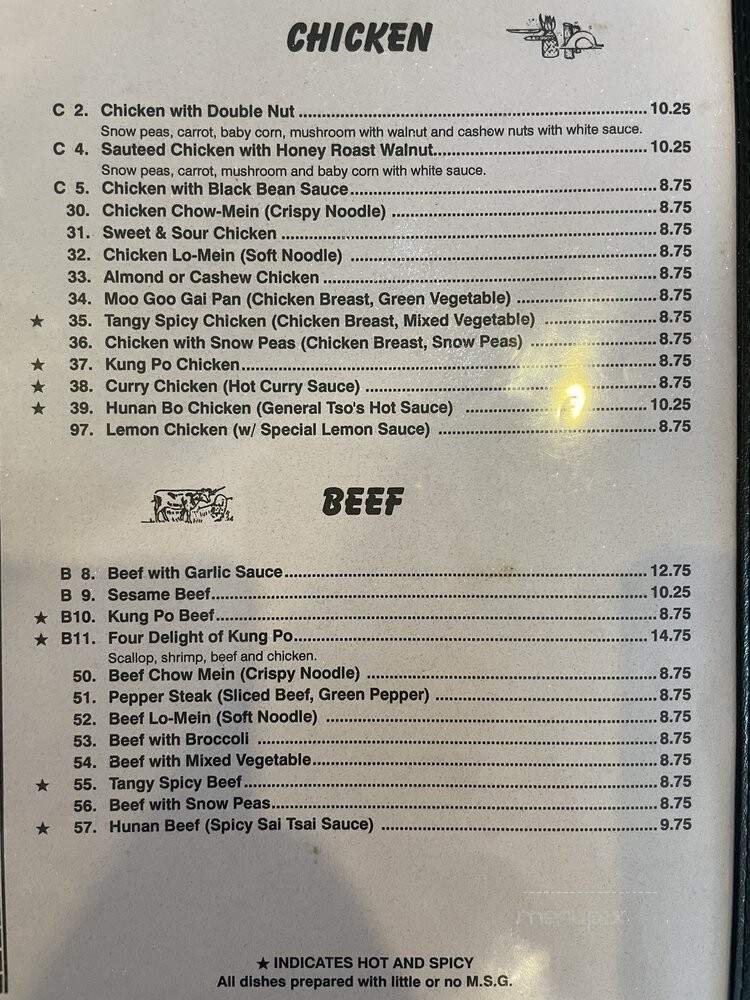 CHICKEN
C 2. Chicken with Double Nut ........ 10.25
Snow peas, carrot, baby corn, mushroom with walnut and cashew nuts with white sauce.
C 4. Sauteed Chicken with Honey Roast Walnut........ 10.25
Snow peas, carrot, mushroom and baby corn with white sauce.
C 5. Chicken with Black Bean Sauce........ 8.75
30. Chicken Chow-Mein (Crispy Noodle) ........ 8.75
31. Sweet & Sour Chicken ........ 8.75
32. Chicken Lo-Mein (Soft Noodle) ........ 8.75
33. Almond or Cashew Chicken ........ 8.75
34. Moo Goo Gai Pan (Chicken Breast, Green Vegetable) ........ 8.75
★ 35. Tangy Spicy Chicken (Chicken Breast, Mixed Vegetable) ........ 8.75
36. Chicken with Snow Peas (Chicken Breast, Snow Peas) ........ 8.75
★ 37. Kung Po Chicken........ 8.75
★ 38. Curry Chicken (Hot Curry Sauce) ........ 8.75
★ 39. Hunan Bo Chicken (General Tso's Hot Sauce) ........ 10.25
97. Lemon Chicken (w/ Special Lemon Sauce) ........ 8.75
BEEF
B 8. Beef with Garlic Sauce........ 12.75
B 9. Sesame Beef........ 10.25
★ B10. Kung Po Beef........ 8.75
★ B11. Four Delight of Kung Po........ 14.75
Scallop, shrimp, beef and chicken.
50. Beef Chow Mein (Crispy Noodle) ........ 8.75
51. Pepper Steak (Sliced Beef, Green Pepper) ........ 8.75
52. Beef Lo-Mein (Soft Noodle) ........ 8.75
53. Beef with Broccoli ........ 8.75
54. Beef with Mixed Vegetable........ 8.75
★ 55. Tangy Spicy Beef........ 8.75
56. Beef with Snow Peas........ 8.75
★ 57. Hunan Beef (Spicy Sai Tsai Sauce) ........ 9.75
menupix
★ INDICATES HOT AND SPICY
All dishes prepared with little or no M.S.G.